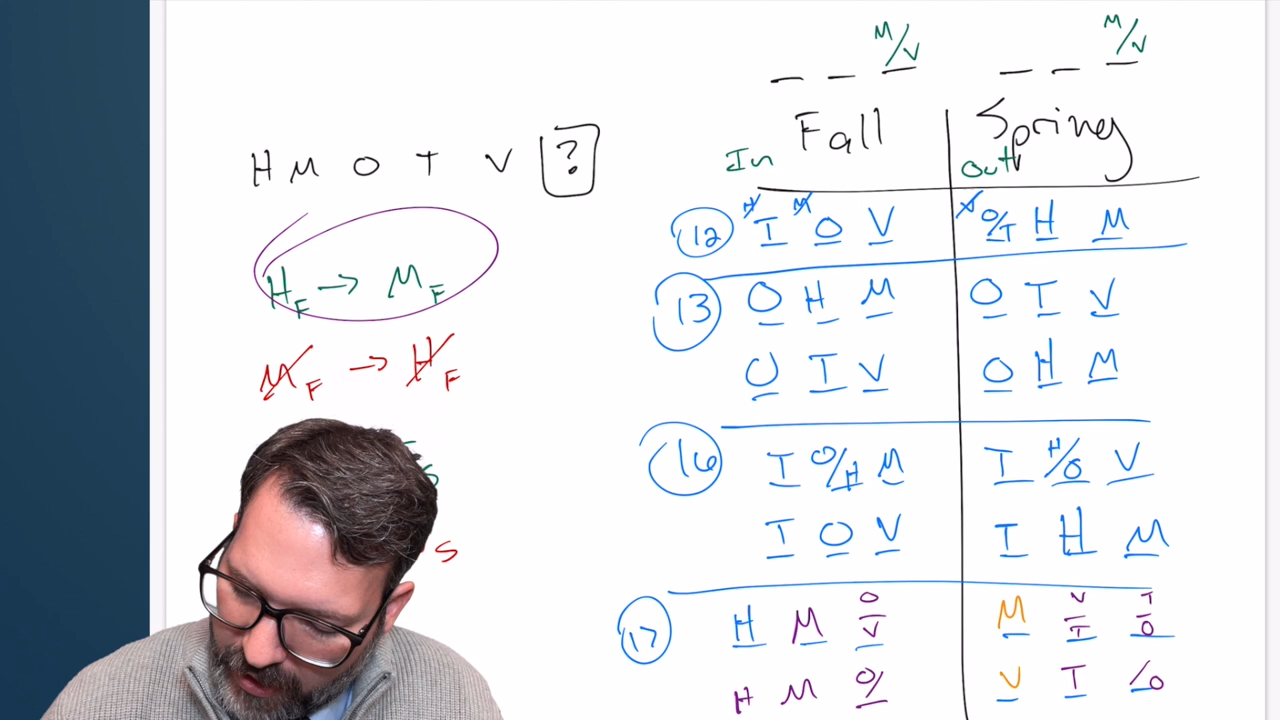 M/V M/V
Fall Spring
In Out
H M O T V ?
(12) H M T O V V O/T H M
H_F → M_F
(13) O H M O T V
M_F → H_F
O T V O H M
S
(16) T O/H M T H/O V
S
T O V T H M
(17) H M O/V M V/T T/O
H M O/ V T /O